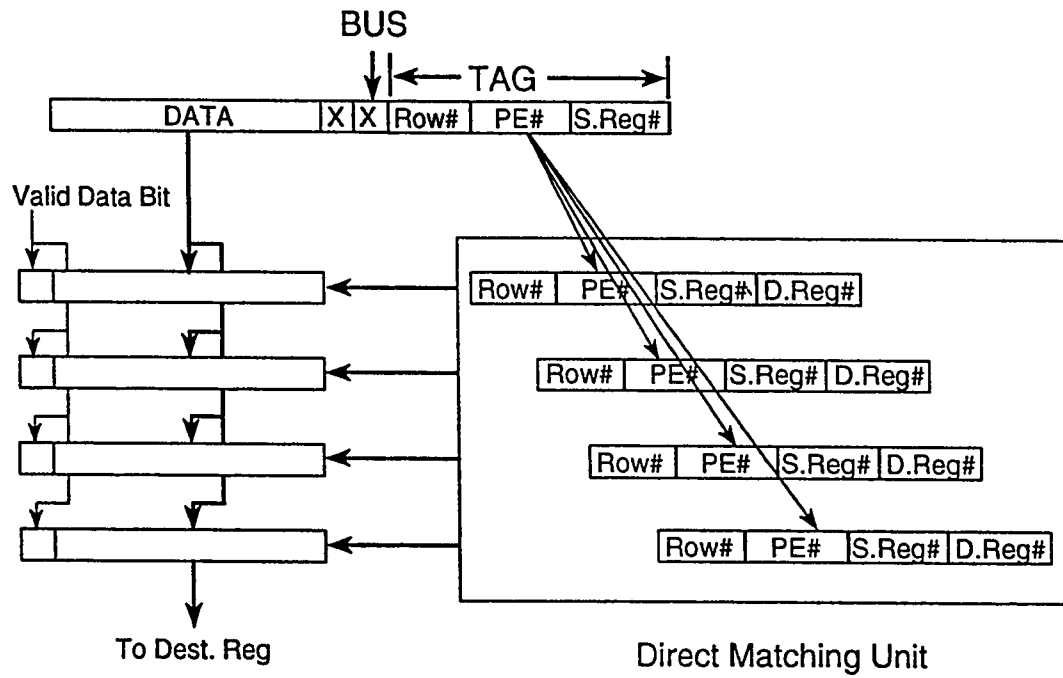 BUS
TAG
DATA X X Row# PE# S.Reg#
Valid Data Bit
Row# PE# S.Reg# D.Reg#
Row# PE# S.Reg# D.Reg#
Row# PE# S.Reg# D.Reg#
Row# PE# S.Reg# D.Reg#
To Dest. Reg
Direct Matching Unit